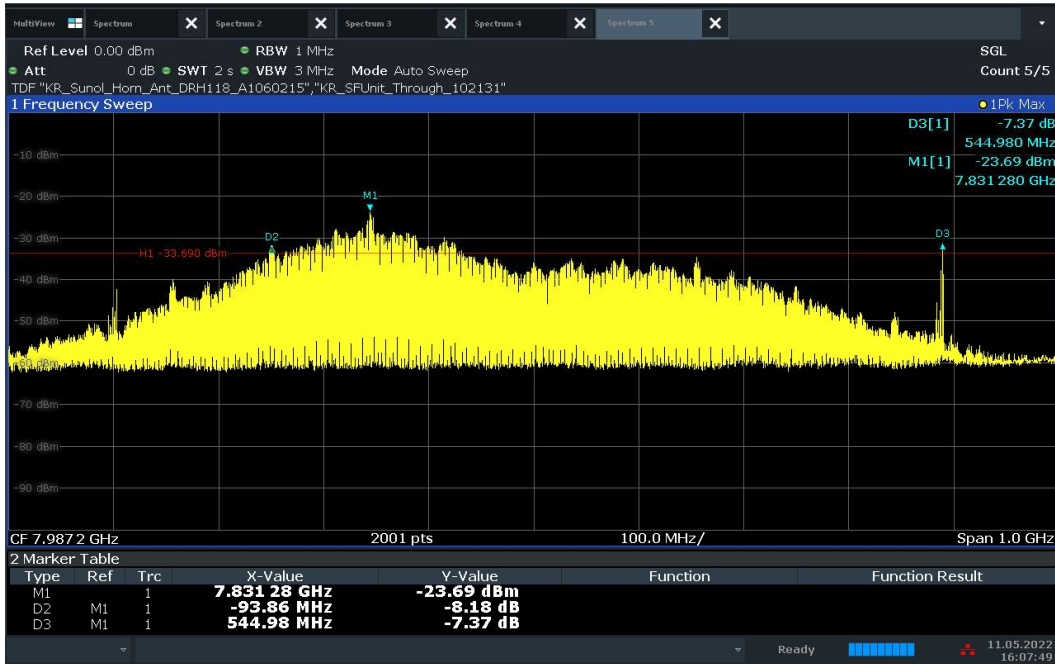 MultiView Spectrum Spectrum 2 Spectrum 3 Spectrum 4 Spectrum 5
Ref Level 0.00 dBm RBW 1 MHz SGL
Att 0 dB SWT 2 s VBW 3 MHz Mode Auto Sweep Count 5/5
TDF "KR_Sunol_Horn_Ant_DRH118_A1060215","KR_SFUnit_Through_102131"
1 Frequency Sweep 1Pk Max
D3[1] -7.37 dB
544.980 MHz
-10 dBm M1[1] -23.69 dBm
7.831 280 GHz
-20 dBm M1
-30 dBm D2 D3
H1 -33.690 dBm
-40 dBm
-50 dBm
-60 dBm
-70 dBm
-80 dBm
-90 dBm
CF 7.9872 GHz 2001 pts 100.0 MHz/ Span 1.0 GHz
2 Marker Table
Type Ref Trc X-Value Y-Value Function Function Result
M1 1 7.831 28 GHz -23.69 dBm
D2 M1 1 -93.86 MHz -8.18 dB
D3 M1 1 544.98 MHz -7.37 dB
Ready 11.05.2022
16:07:49